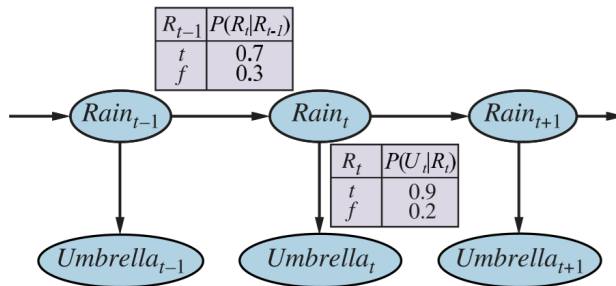 R_{t−1} P(R_t|R_{t-1})
t 0.7
f 0.3
Rain_{t−1} Rain_t Rain_{t+1}
R_t P(U_t|R_t)
t 0.9
f 0.2
Umbrella_{t−1} Umbrella_t Umbrella_{t+1}